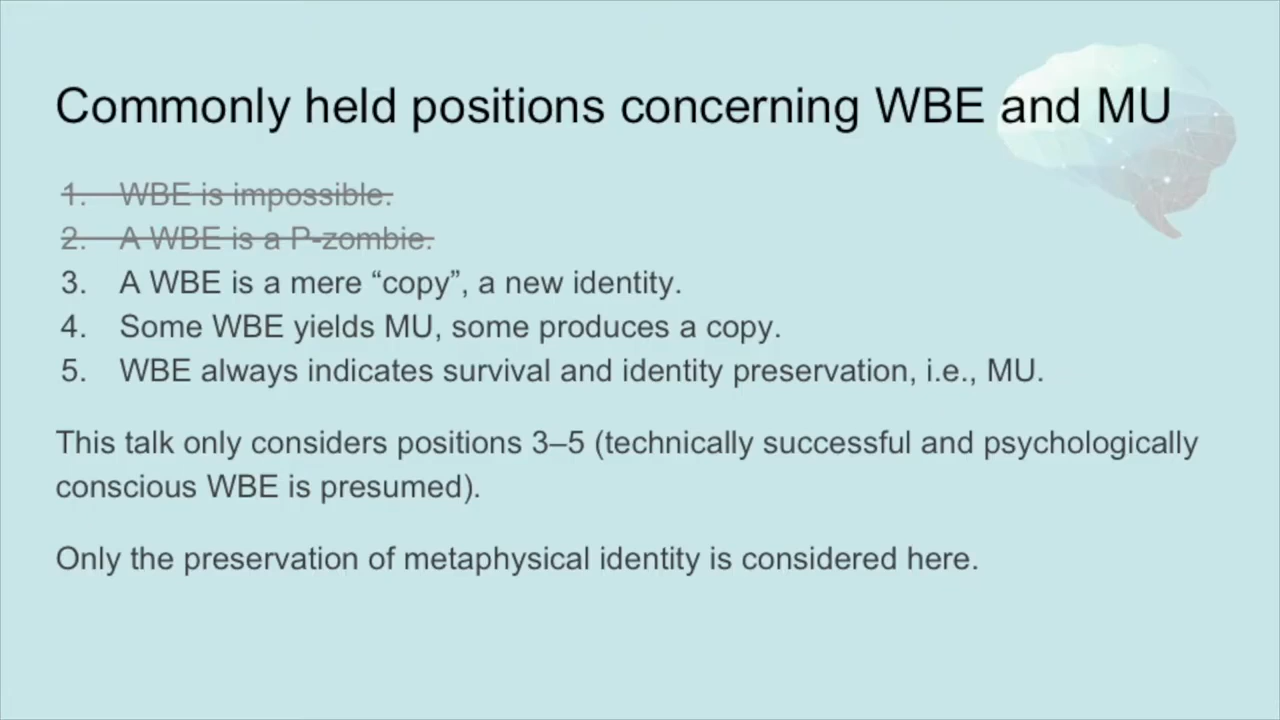 Commonly held positions concerning WBE and MU
1. WBE is impossible.
2. A WBE is a P-zombie.
3. A WBE is a mere “copy”, a new identity.
4. Some WBE yields MU, some produces a copy.
5. WBE always indicates survival and identity preservation, i.e., MU.
This talk only considers positions 3–5 (technically successful and psychologically
conscious WBE is presumed).
Only the preservation of metaphysical identity is considered here.